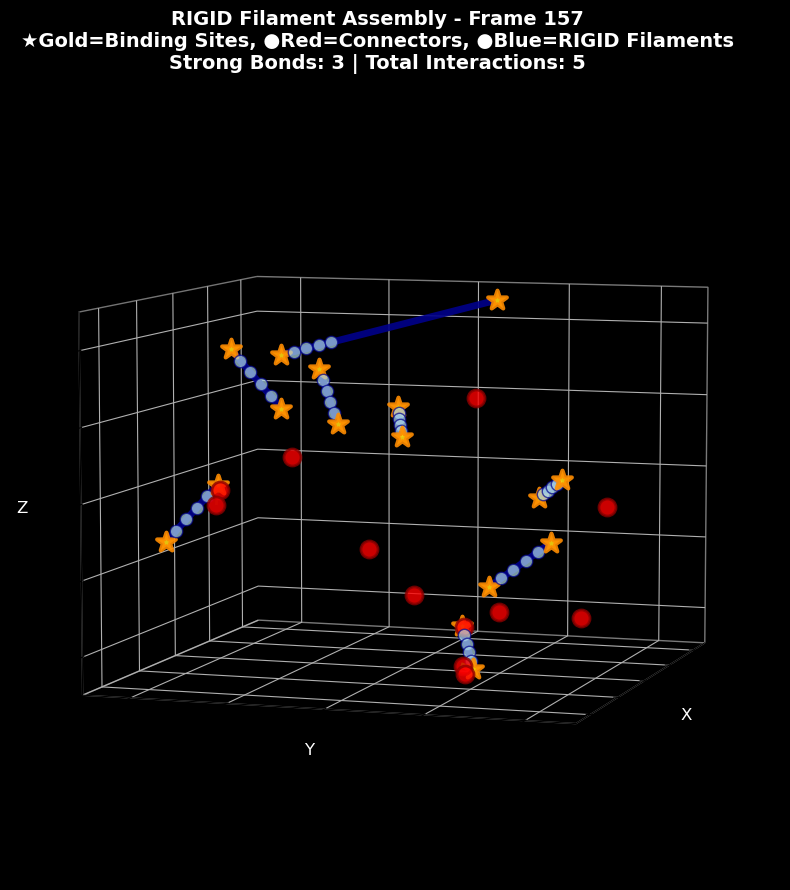 RIGID Filament Assembly - Frame 157
★Gold=Binding Sites, ●Red=Connectors, ●Blue=RIGID Filaments
Strong Bonds: 3 | Total Interactions: 5
Z
X
Y